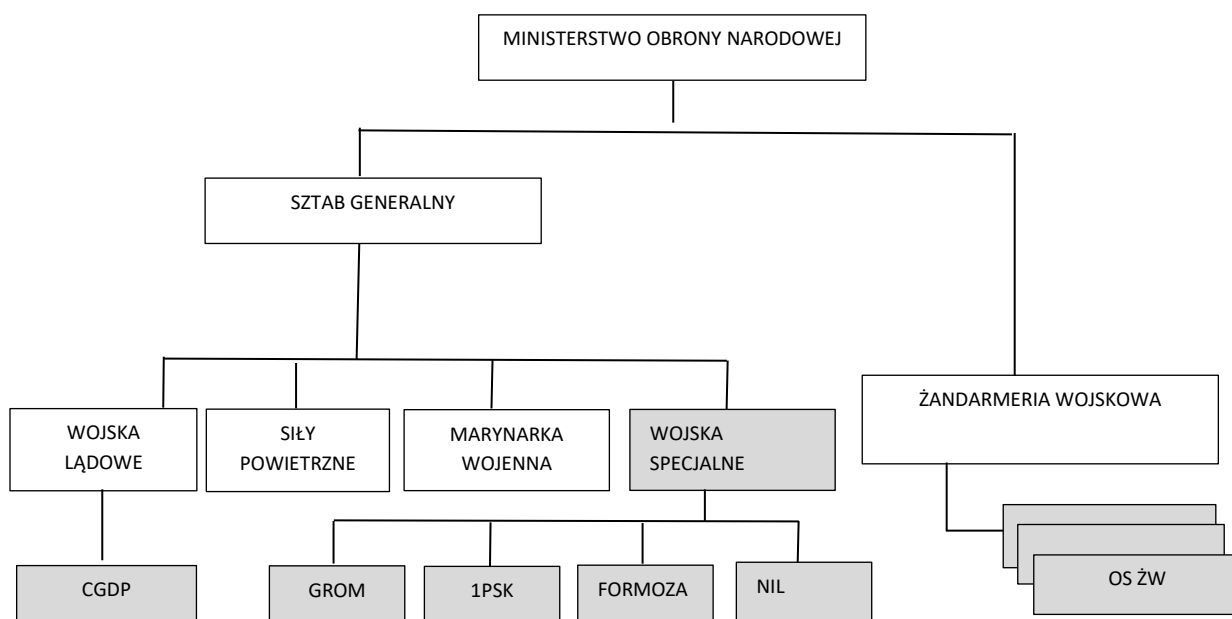 MINISTERSTWO OBRONY NARODOWEJ
SZTAB GENERALNY
WOJSKA
LĄDOWE
SIŁY
POWIETRZNE
MARYNARKA
WOJENNA
WOJSKA
SPECJALNE
ŻANDARMERIA WOJSKOWA
CGDP
GROM
1PSK
FORMOZA
NIL
OS ŻW